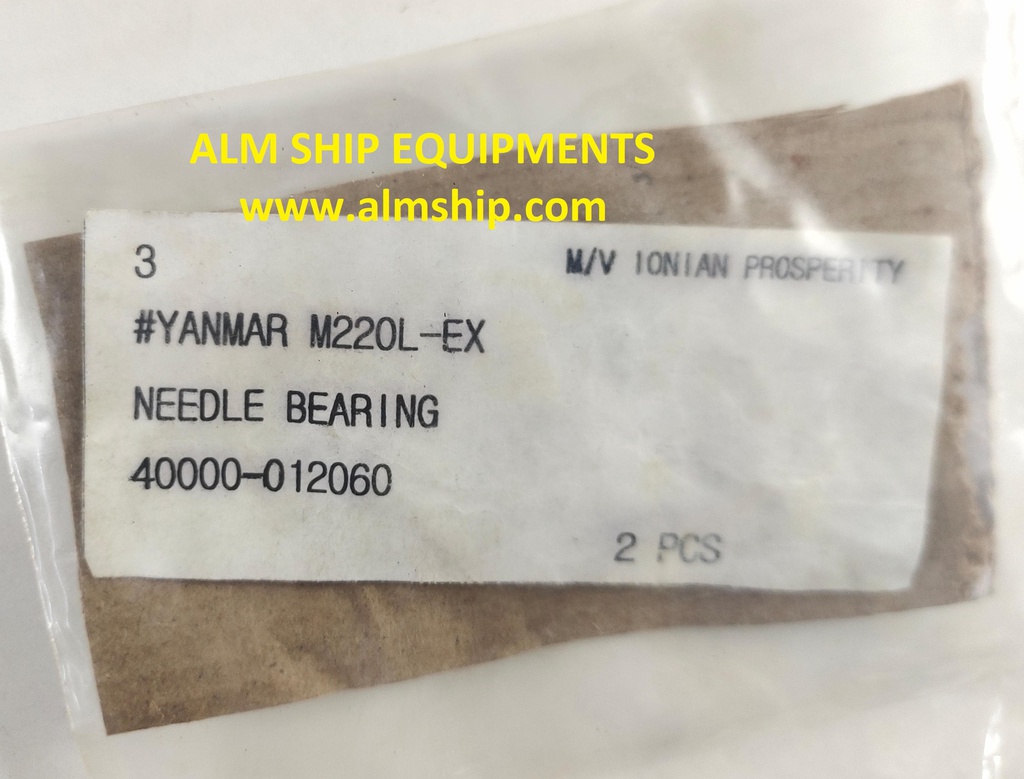 ALM SHIP EQUIPMENTS
www.almship.com
3 M/V IONIAN PROSPERITY
#YANMAR M220L-EX
NEEDLE BEARING
40000-012060
2 PCS